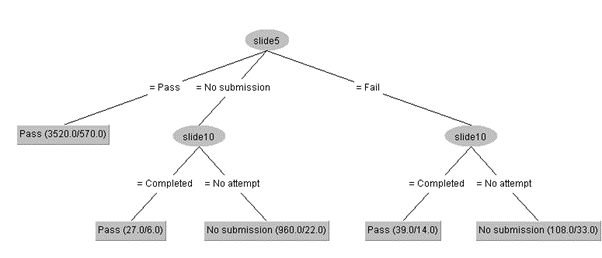 slide5
= Pass
= No submission
= Fail
Pass (3520.0/570.0)
slide10
slide10
= Completed
= No attempt
= Completed
= No attempt
Pass (27.0/6.0)
No submission (960.0/22.0)
Pass (39.0/14.0)
No submission (108.0/33.0)